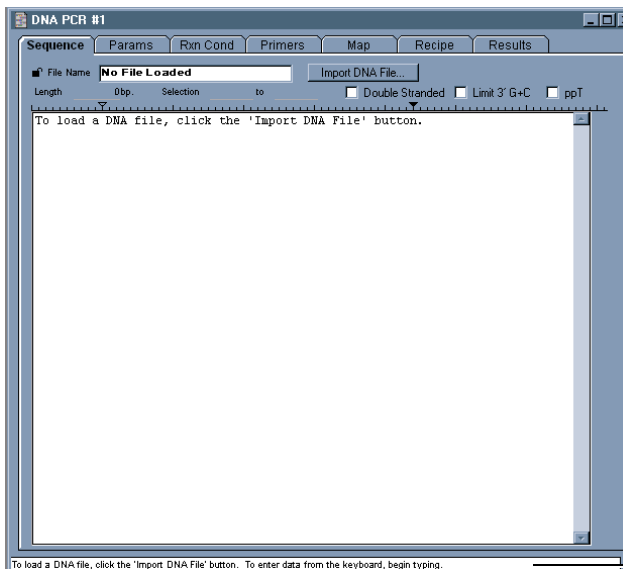 DNA PCR #1
Sequence Params Rxn Cond Primers Map Recipe Results
File Name No File Loaded Import DNA File...
Length 0bp. Selection to Double Stranded Limit 3' G+C ppT
To load a DNA file, click the 'Import DNA File' button.
To load a DNA file, click the 'Import DNA File' button. To enter data from the keyboard, begin typing.